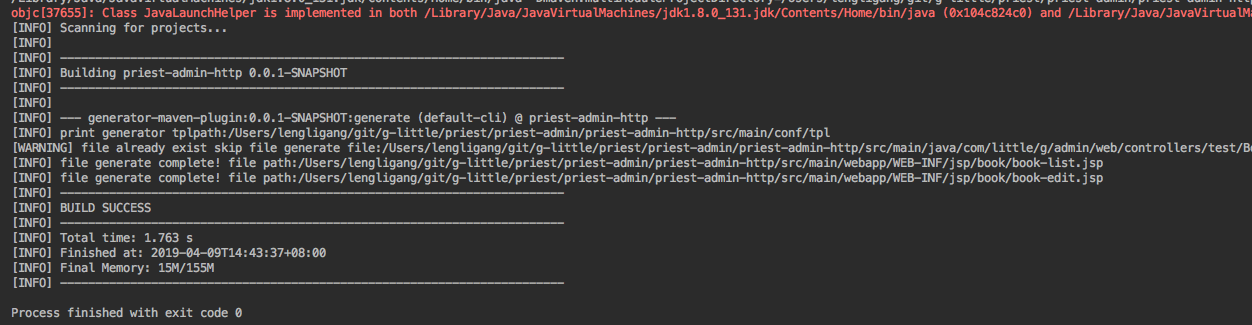 objc[37655]: Class JavaLaunchHelper is implemented in both /Library/Java/JavaVirtualMachines/jdk1.8.0_131.jdk/Contents/Home/bin/java (0x104c824c0) and /Library/Java/JavaVirtualMa
[INFO] Scanning for projects...
[INFO]
[INFO] ------------------------------------------------------------------------
[INFO] Building priest-admin-http 0.0.1-SNAPSHOT
[INFO] ------------------------------------------------------------------------
[INFO]
[INFO] --- generator-maven-plugin:0.0.1-SNAPSHOT:generate (default-cli) @ priest-admin-http ---
[INFO] print generator tplpath:/Users/lengligang/git/g-little/priest/priest-admin/priest-admin-http/src/main/conf/tpl
[WARNING] file already exist skip file generate file:/Users/lengligang/git/g-little/priest/priest-admin/priest-admin-http/src/main/java/com/little/g/admin/web/controllers/test/Bo
[INFO] file generate complete! file path:/Users/lengligang/git/g-little/priest/priest-admin/priest-admin-http/src/main/webapp/WEB-INF/jsp/book/book-list.jsp
[INFO] file generate complete! file path:/Users/lengligang/git/g-little/priest/priest-admin/priest-admin-http/src/main/webapp/WEB-INF/jsp/book/book-edit.jsp
[INFO] ------------------------------------------------------------------------
[INFO] BUILD SUCCESS
[INFO] ------------------------------------------------------------------------
[INFO] Total time: 1.763 s
[INFO] Finished at: 2019-04-09T14:43:37+08:00
[INFO] Final Memory: 15M/155M
[INFO] ------------------------------------------------------------------------
Process finished with exit code 0